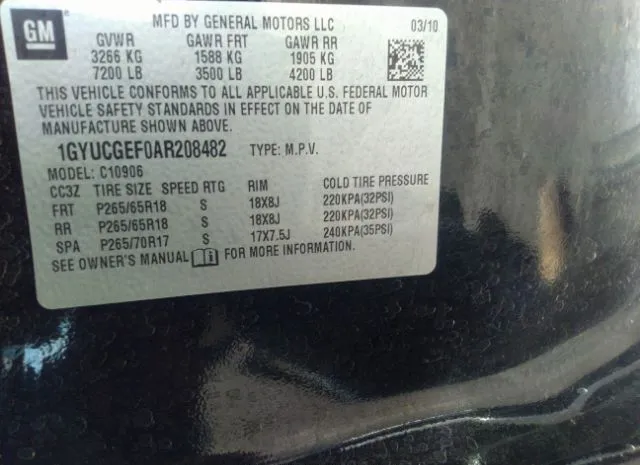 GM
MFD BY GENERAL MOTORS LLC 03/10
GVWR GAWR FRT GAWR RR
3266 KG 1588 KG 1905 KG
7200 LB 3500 LB 4200 LB
THIS VEHICLE CONFORMS TO ALL APPLICABLE U.S. FEDERAL MOTOR
VEHICLE SAFETY STANDARDS IN EFFECT ON THE DATE OF
MANUFACTURE SHOWN ABOVE.
1GYUCGEF0AR208482 TYPE: M.P.V.
MODEL: C10906
CC3Z TIRE SIZE SPEED RTG RIM COLD TIRE PRESSURE
FRT P265/65R18 S 18X8J 220KPA(32PSI)
RR P265/65R18 S 18X8J 220KPA(32PSI)
SPA P265/70R17 S 17X7.5J 240KPA(35PSI)
SEE OWNER'S MANUAL FOR MORE INFORMATION.